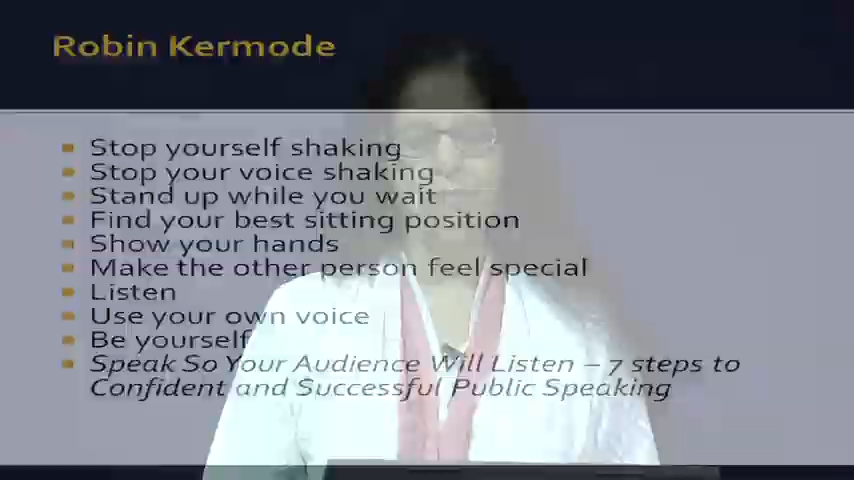 Robin Kermode
Stop yourself shaking
Stop your voice shaking
Stand up while you wait
Find your best sitting position
Show your hands
Make the other person feel special
Listen
Use your own voice
Be yourself
Speak So Your Audience Will Listen – 7 steps to
Confident and Successful Public Speaking